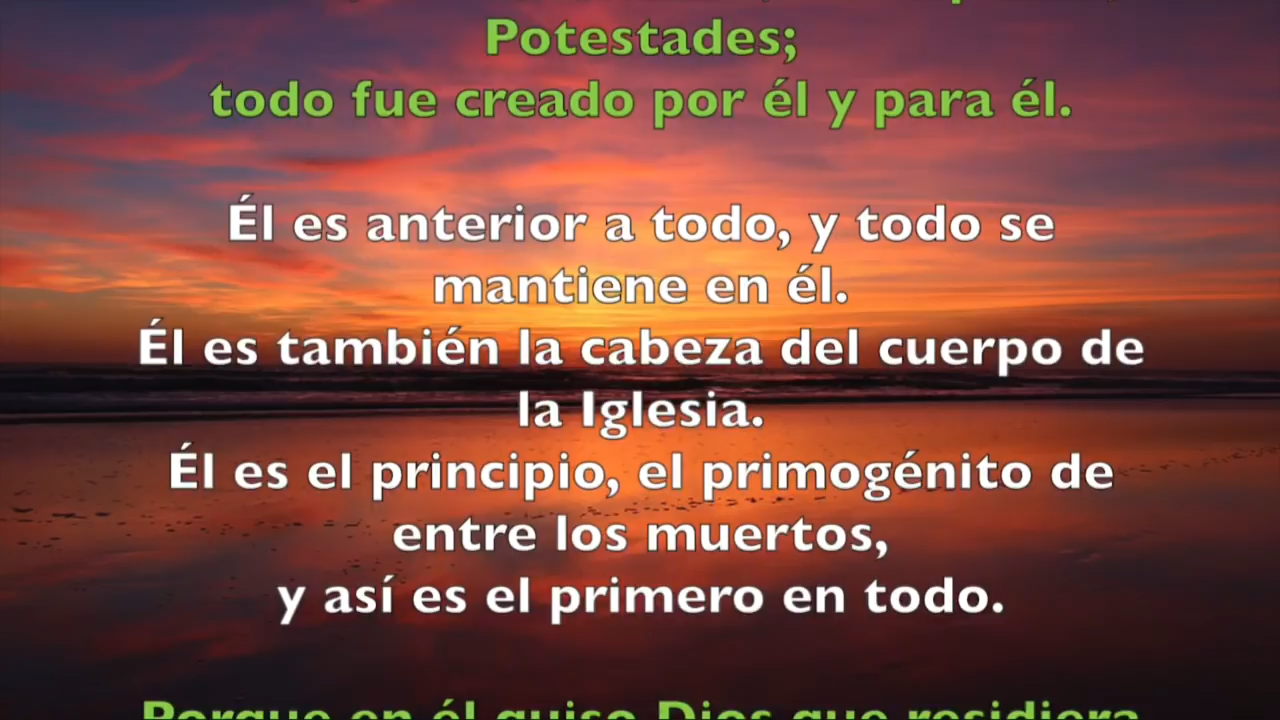 Potestades;
todo fue creado por él y para él.
Él es anterior a todo, y todo se
mantiene en él.
Él es también la cabeza del cuerpo de
la Iglesia.
Él es el principio, el primogénito de
entre los muertos,
y así es el primero en todo.
Porque en él quiso Dios que residiera